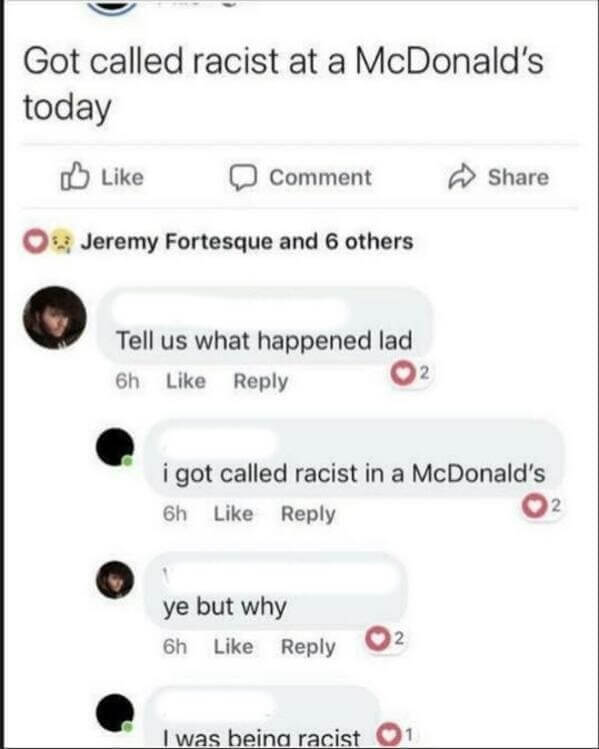 Got called racist at a McDonald's
today
Like Comment Share
Jeremy Fortesque and 6 others
Tell us what happened lad
6h Like Reply 2
i got called racist in a McDonald's
6h Like Reply 2
ye but why
6h Like Reply 2
I was being racist 1